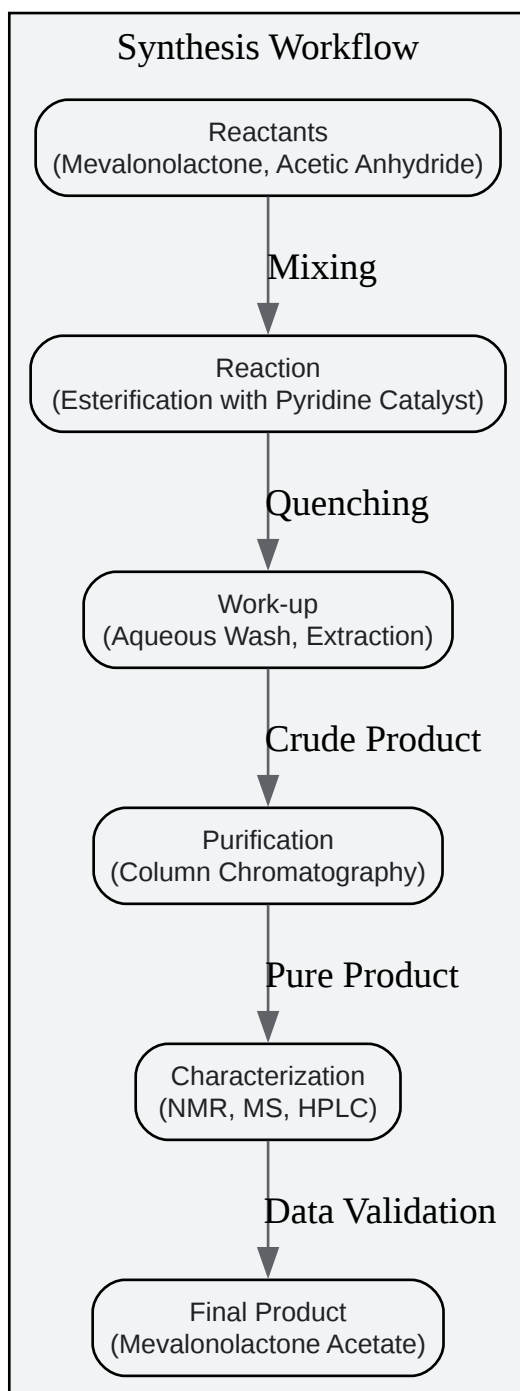 Synthesis Workflow
Reactants
(Mevalonolactone, Acetic Anhydride)
Mixing
Reaction
(Esterification with Pyridine Catalyst)
Quenching
Work-up
(Aqueous Wash, Extraction)
Crude Product
Purification
(Column Chromatography)
Pure Product
Characterization
(NMR, MS, HPLC)
Data Validation
Final Product
(Mevalonolactone Acetate)